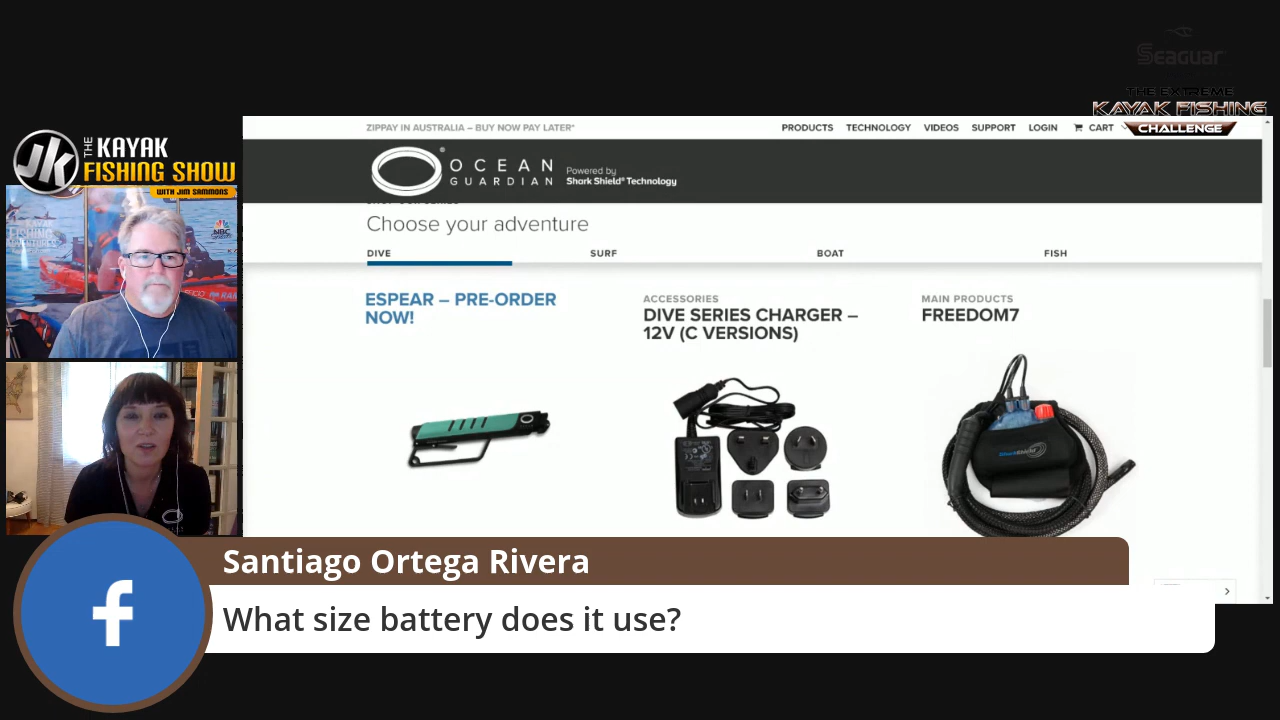 Seaguar
THE EXTREME
KAYAK FISHING
CHALLENGE
JK
THE
KAYAK
FISHING SHOW
WITH JIM SAMMONS
NBC
ZIPPAY IN AUSTRALIA – BUY NOW PAY LATER*
PRODUCTS TECHNOLOGY VIDEOS SUPPORT LOGIN CART
OCEAN
GUARDIAN
Powered by
Shark Shield® Technology
Choose your adventure
DIVE SURF BOAT FISH
ESPEAR – PRE-ORDER
NOW!
ACCESSORIES
DIVE SERIES CHARGER –
12V (C VERSIONS)
MAIN PRODUCTS
FREEDOM7
SharkShield
Santiago Ortega Rivera
What size battery does it use?